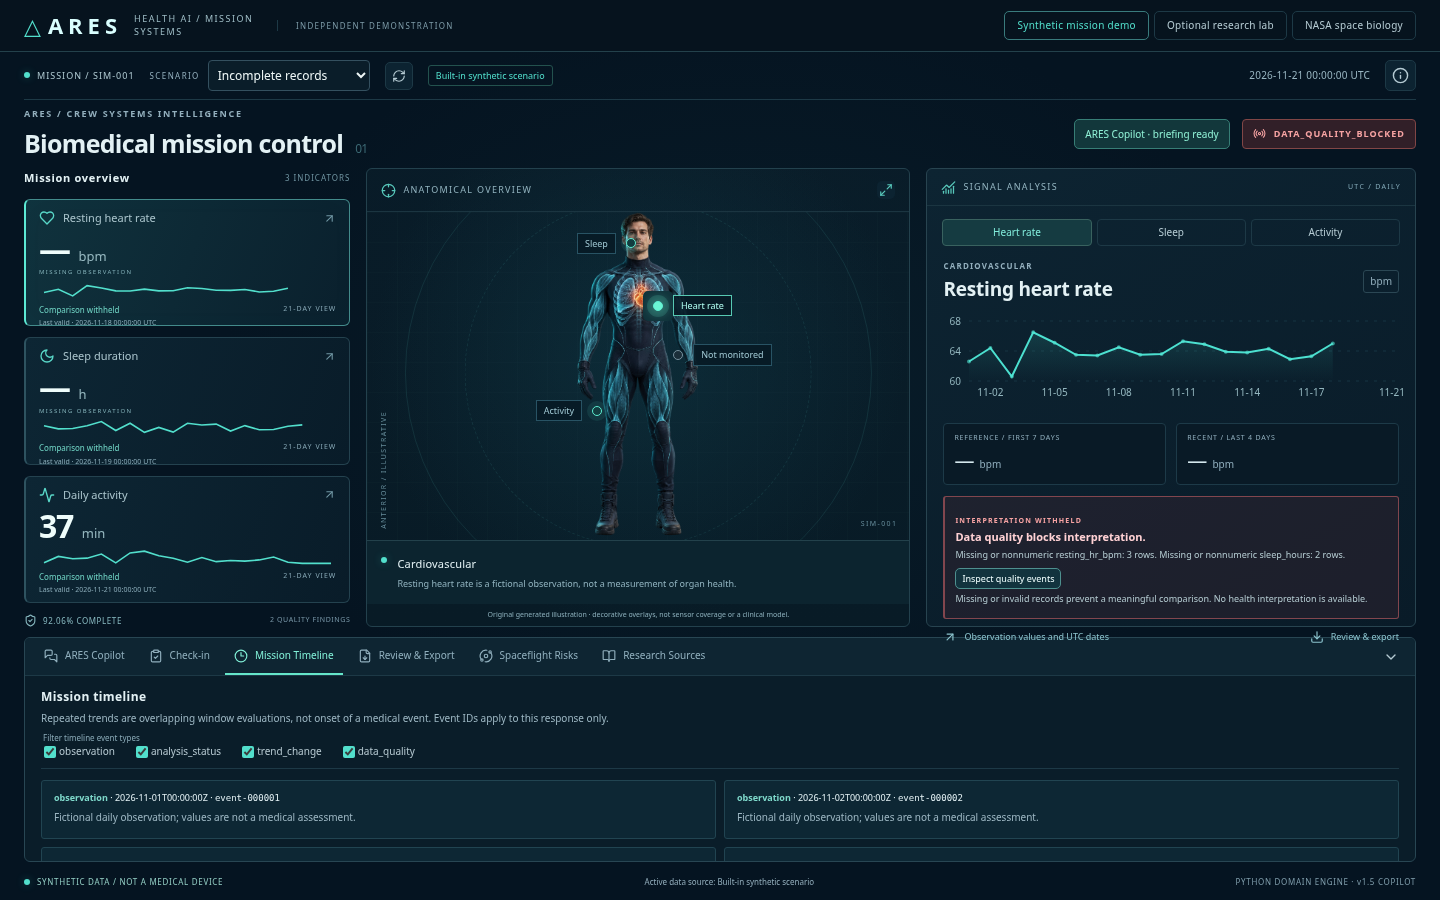 △ ARES
HEALTH AI / MISSION
SYSTEMS
INDEPENDENT DEMONSTRATION
Synthetic mission demo
Optional research lab
NASA space biology
MISSION / SIM-001
SCENARIO
Incomplete records
Built-in synthetic scenario
2026-11-21 00:00:00 UTC
ARES / CREW SYSTEMS INTELLIGENCE
Biomedical mission control 01
ARES Copilot · briefing ready
DATA_QUALITY_BLOCKED
Mission overview
3 INDICATORS
Resting heart rate
— bpm
MISSING OBSERVATION
Comparison withheld
21-DAY VIEW
Last valid · 2026-11-18 00:00:00 UTC
Sleep duration
— h
MISSING OBSERVATION
Comparison withheld
21-DAY VIEW
Last valid · 2026-11-19 00:00:00 UTC
Daily activity
37 min
Comparison withheld
21-DAY VIEW
Last valid · 2026-11-21 00:00:00 UTC
92.06% COMPLETE
2 QUALITY FINDINGS
ANATOMICAL OVERVIEW
Sleep
Heart rate
Not monitored
Activity
ANTERIOR / ILLUSTRATIVE
SIM-001
Cardiovascular
Resting heart rate is a fictional observation, not a measurement of organ health.
Original generated illustration · decorative overlays, not sensor coverage or a clinical model.
SIGNAL ANALYSIS
UTC / DAILY
Heart rate
Sleep
Activity
CARDIOVASCULAR
Resting heart rate
bpm
68
64
60
11-02
11-05
11-08
11-11
11-14
11-17
11-21
REFERENCE / FIRST 7 DAYS
— bpm
RECENT / LAST 4 DAYS
— bpm
INTERPRETATION WITHHELD
Data quality blocks interpretation.
Missing or nonnumeric resting_hr_bpm: 3 rows. Missing or nonnumeric sleep_hours: 2 rows.
Inspect quality events
Missing or invalid records prevent a meaningful comparison. No health interpretation is available.
Observation values and UTC dates
Review & export
ARES Copilot
Check-in
Mission Timeline
Review & Export
Spaceflight Risks
Research Sources
Mission timeline
Repeated trends are overlapping window evaluations, not onset of a medical event. Event IDs apply to this response only.
Filter timeline event types
observation
analysis_status
trend_change
data_quality
observation · 2026-11-01T00:00:00Z · event-000001
Fictional daily observation; values are not a medical assessment.
observation · 2026-11-02T00:00:00Z · event-000002
Fictional daily observation; values are not a medical assessment.
SYNTHETIC DATA / NOT A MEDICAL DEVICE
Active data source: Built-in synthetic scenario
PYTHON DOMAIN ENGINE · v1.5 COPILOT